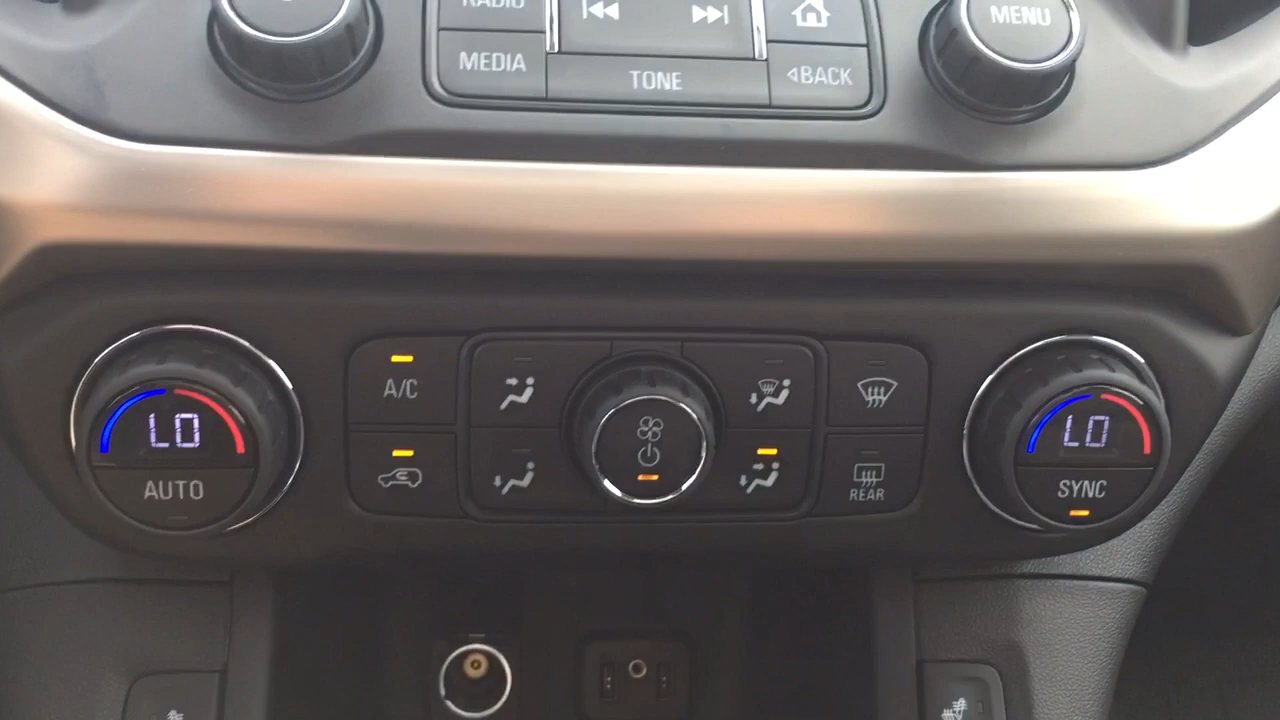 RADIO
MENU
MEDIA
TONE
BACK
A/C
LO
LO
AUTO
SYNC
REAR